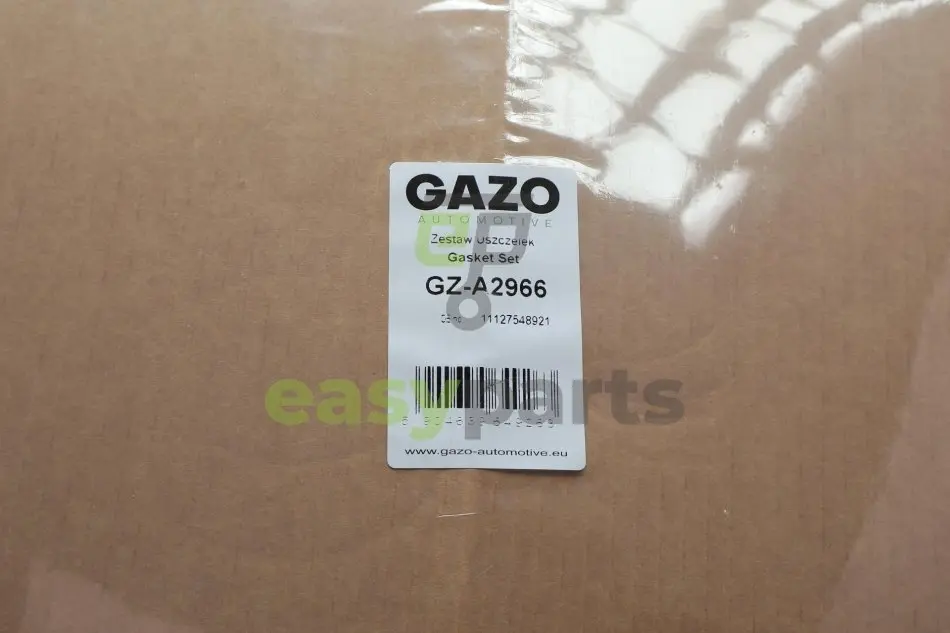 GAZO
AUTOMOTIVE
Zestaw Uszczelek
Gasket Set
GZ-A2966
11127548921
easyparts
www.gazo-automotive.eu